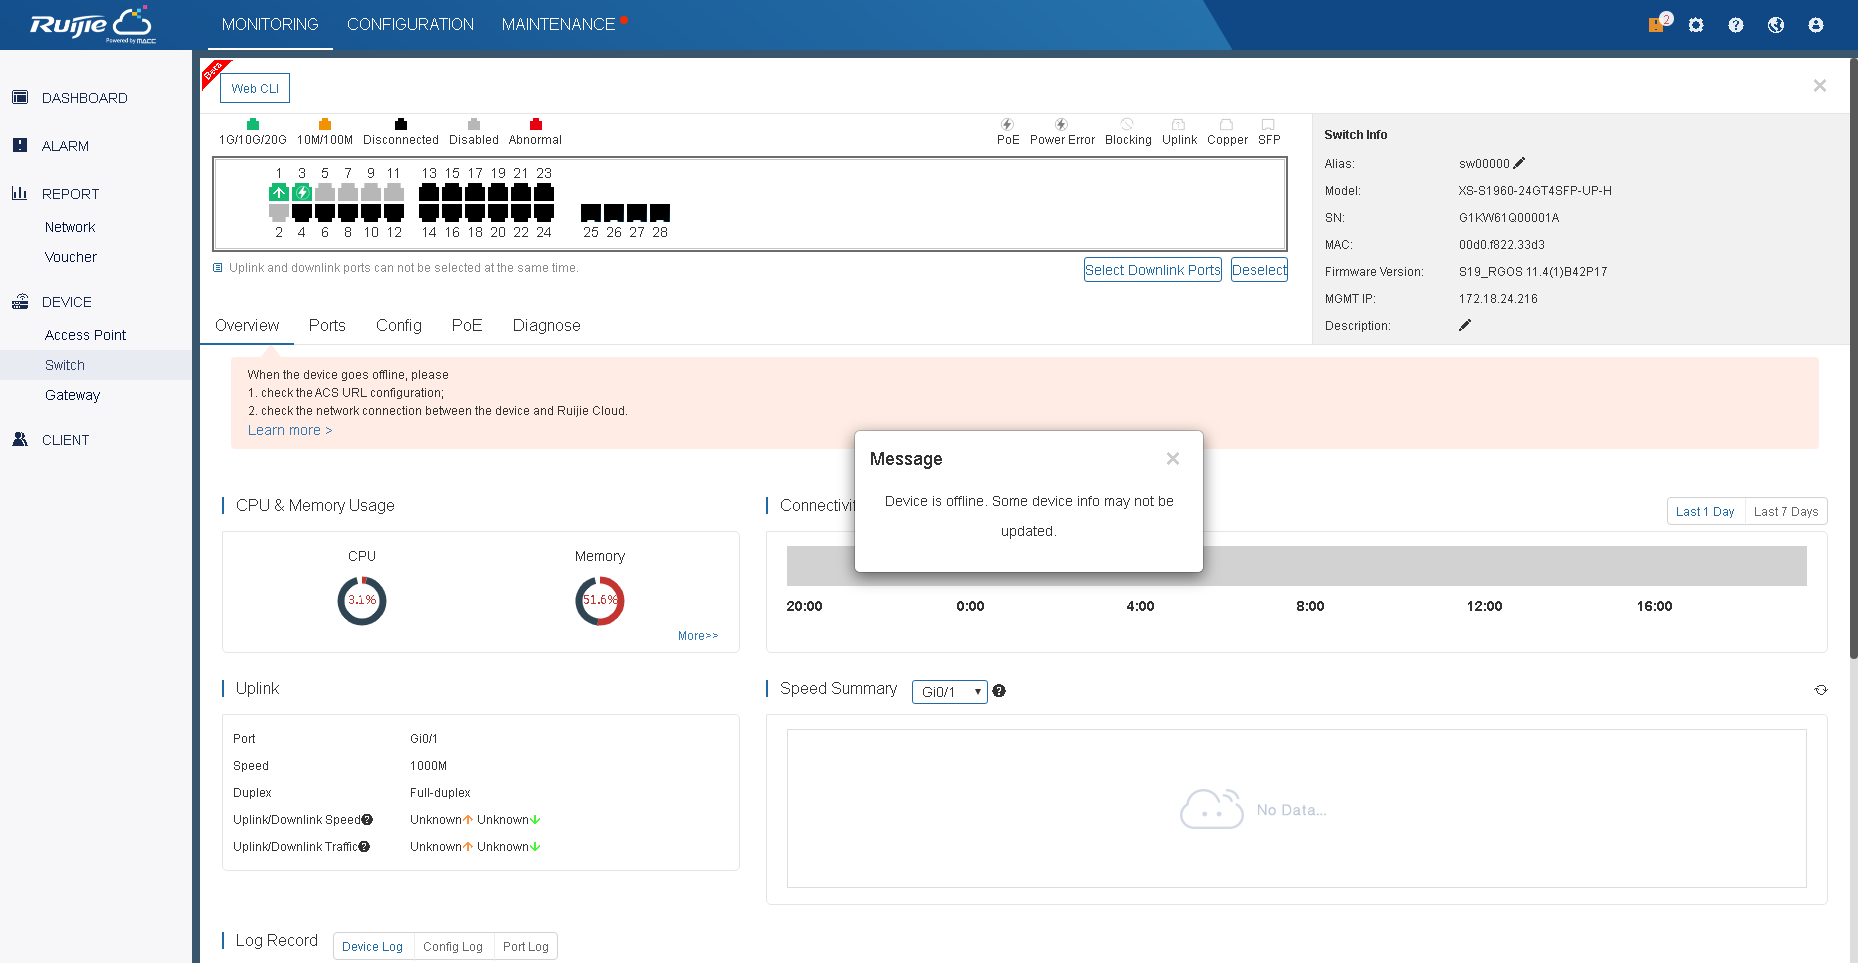 Ruijie
Powered by MACC
MONITORING CONFIGURATION MAINTENANCE
2
DASHBOARD
ALARM
REPORT
Network
Voucher
DEVICE
Access Point
Switch
Gateway
CLIENT
Beta
Web CLI
1G/10G/20G 10M/100M Disconnected Disabled Abnormal
PoE Power Error Blocking Uplink Copper SFP
1 3 5 7 9 11 13 15 17 19 21 23
2 4 6 8 10 12 14 16 18 20 22 24 25 26 27 28
Uplink and downlink ports can not be selected at the same time.
Select Downlink Ports Deselect
Switch Info
Alias: sw00000
Model: XS-S1960-24GT4SFP-UP-H
SN: G1KW61Q00001A
MAC: 00d0.f822.33d3
Firmware Version: S19_RGOS 11.4(1)B42P17
MGMT IP: 172.18.24.216
Description:
Overview Ports Config PoE Diagnose
When the device goes offline, please
1. check the ACS URL configuration;
2. check the network connection between the device and Ruijie Cloud.
Learn more >
Message
Device is offline. Some device info may not be
updated.
CPU & Memory Usage
CPU Memory
3.1% 51.6%
More>>
Connectivi
Last 1 Day Last 7 Days
20:00 0:00 4:00 8:00 12:00 16:00
Uplink
Port Gi0/1
Speed 1000M
Duplex Full-duplex
Uplink/Downlink Speed Unknown Unknown
Uplink/Downlink Traffic Unknown Unknown
Speed Summary Gi0/1
No Data...
Log Record Device Log Config Log Port Log